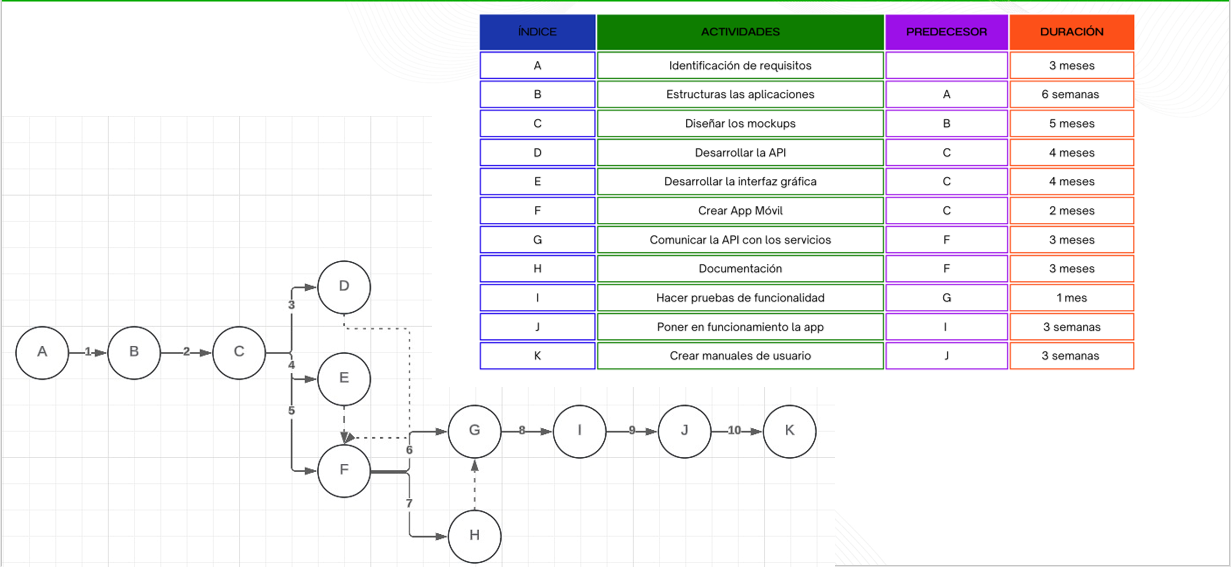 ÍNDICE ACTIVIDADES PREDECESOR DURACIÓN
A Identificación de requisitos 3 meses
B Estructuras las aplicaciones A 6 semanas
C Diseñar los mockups B 5 meses
D Desarrollar la API C 4 meses
E Desarrollar la interfaz gráfica C 4 meses
F Crear App Móvil C 2 meses
G Comunicar la API con los servicios F 3 meses
H Documentación F 3 meses
I Hacer pruebas de funcionalidad G 1 mes
J Poner en funcionamiento la app I 3 semanas
K Crear manuales de usuario J 3 semanas
D
3
A 1 B 2 C
4
E
5
G 8 I 9 J 10 K
6
F
7
H